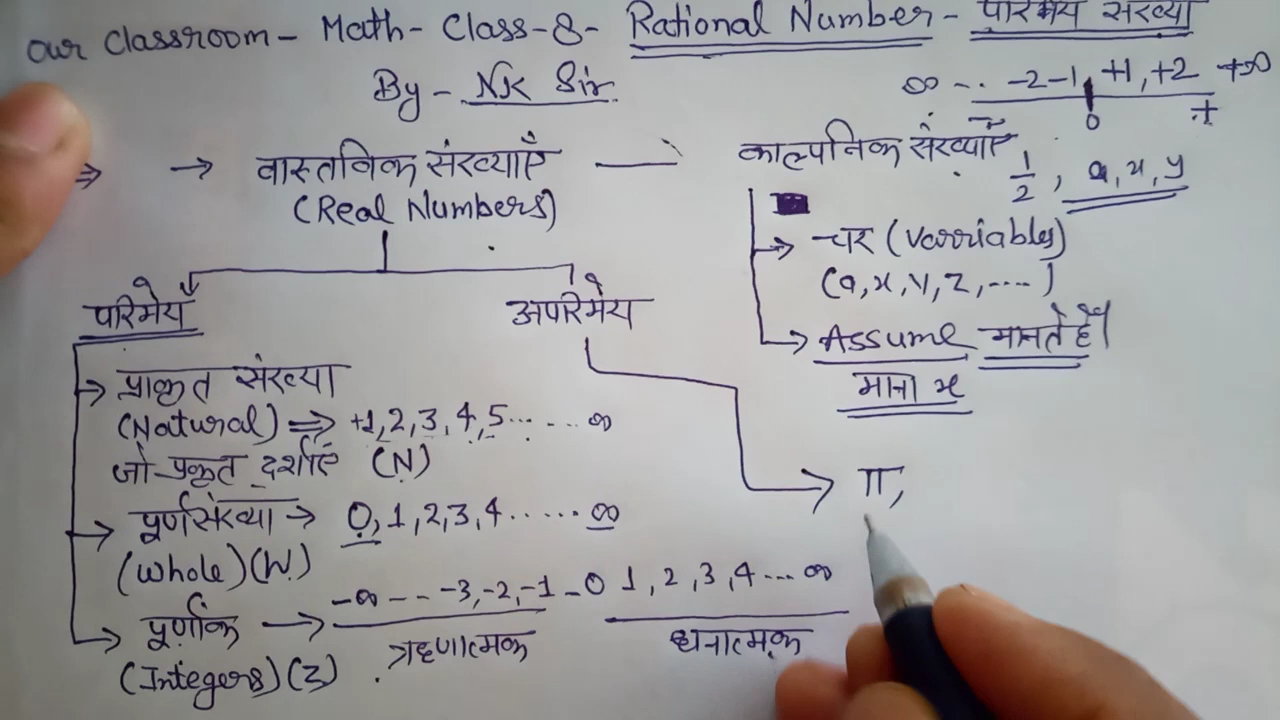 our classroom - Math - Class - 8 - Rational Number - परिमेय संख्या
By - NK Sir.
∞ -.. -2 -1, +1, +2 +∞
0 +
→ वास्तविक संख्याएँ — काल्पनिक संख्याएँ
(Real Numbers)
1/2, a, x, y
→ चर (varriables)
(a, x, y, z, ....)
→ Assume मानते हैं।
माना x
परिमेय अपरिमेय
→ प्राकृत संख्या
(Natural) ⇒ +1, 2, 3, 4, 5... ... ∞
जो प्रकृत दर्शाएँ (N)
→ पूर्णसंख्या → 0, 1, 2, 3, 4 ...... ∞
(Whole) (W.)
→ पूर्णांक → -∞ - - -3, -2, -1 - 0 1, 2, 3, 4 ... ∞
(Integers) (Z) ऋहणात्मक धनात्मक
→ π,